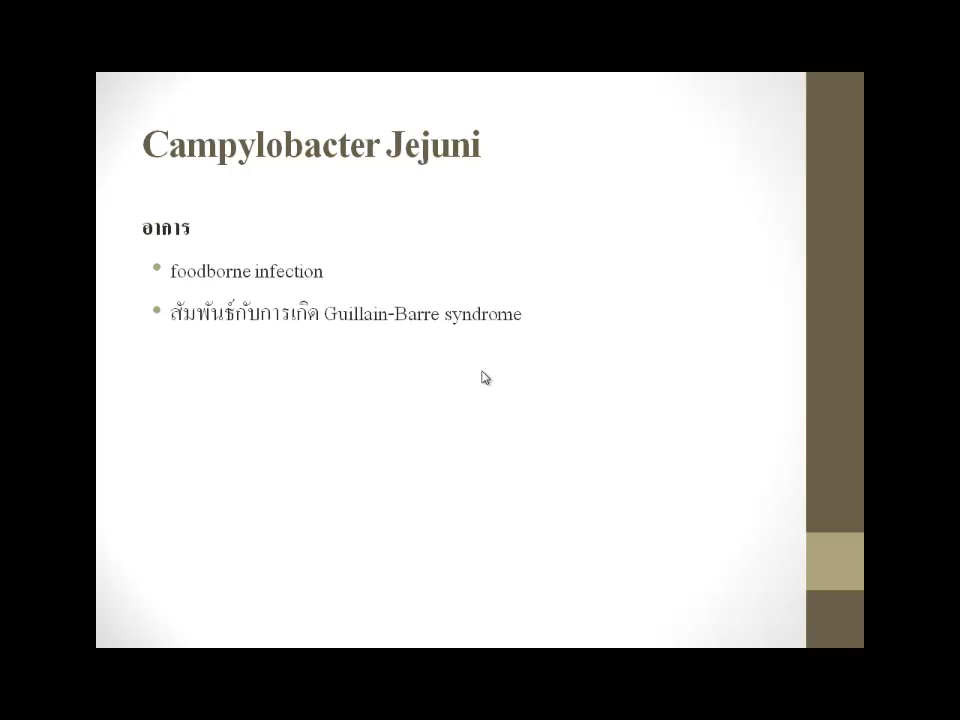 Campylobacter Jejuni
อาการ
• foodborne infection
• สัมพันธ์กับการเกิด Guillain-Barre syndrome